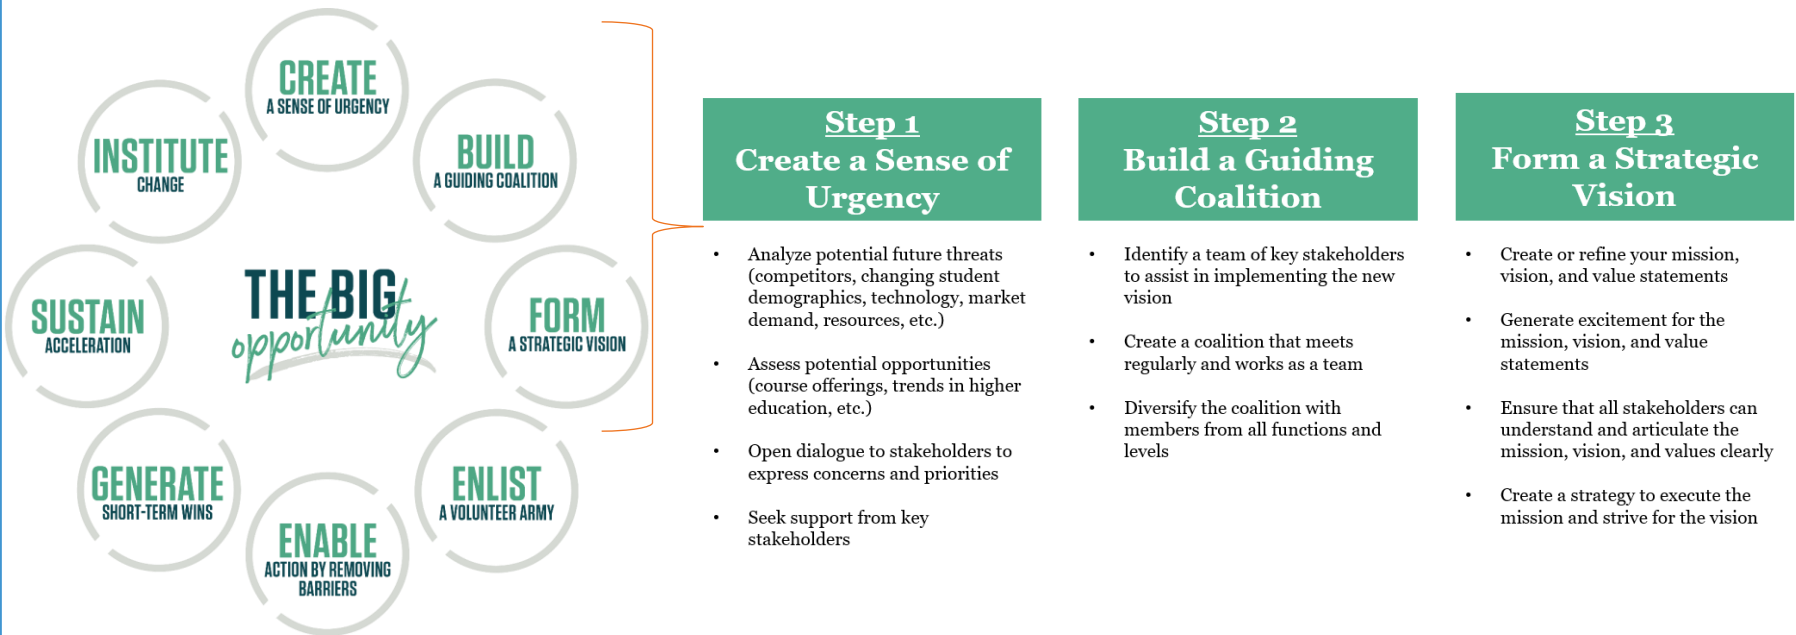 CREATE
A SENSE OF URGENCY
BUILD
A GUIDING COALITION
FORM
A STRATEGIC VISION
ENLIST
A VOLUNTEER ARMY
ENABLE
ACTION BY REMOVING
BARRIERS
GENERATE
SHORT-TERM WINS
SUSTAIN
ACCELERATION
INSTITUTE
CHANGE
THE BIG
opportunity
Step 1
Create a Sense of
Urgency
• Analyze potential future threats
(competitors, changing student
demographics, technology, market
demand, resources, etc.)
• Assess potential opportunities
(course offerings, trends in higher
education, etc.)
• Open dialogue to stakeholders to
express concerns and priorities
• Seek support from key
stakeholders
Step 2
Build a Guiding
Coalition
• Identify a team of key stakeholders
to assist in implementing the new
vision
• Create a coalition that meets
regularly and works as a team
• Diversify the coalition with
members from all functions and
levels
Step 3
Form a Strategic
Vision
• Create or refine your mission,
vision, and value statements
• Generate excitement for the
mission, vision, and value
statements
• Ensure that all stakeholders can
understand and articulate the
mission, vision, and values clearly
• Create a strategy to execute the
mission and strive for the vision